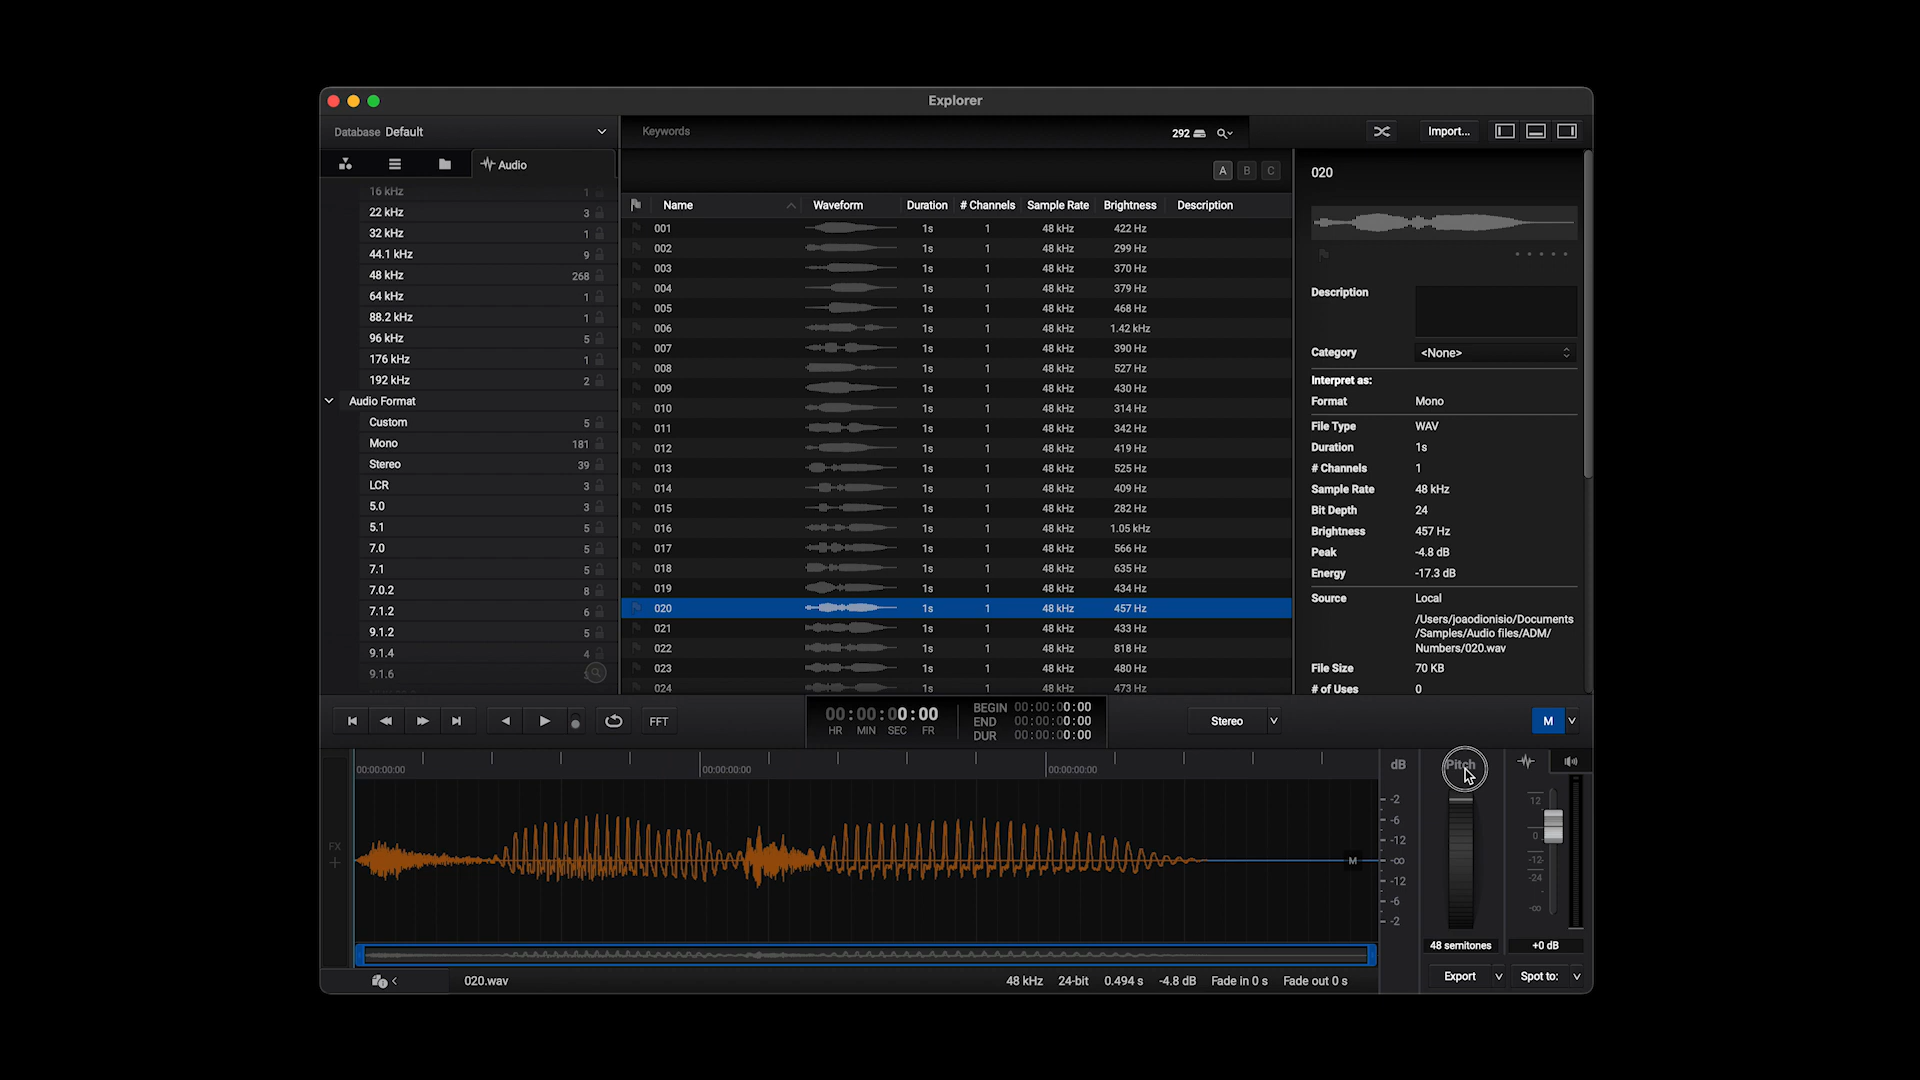 Explorer
Database Default
Keywords
292
Import...
Audio
A B C
020
16 kHz 1
22 kHz 3
32 kHz 1
44.1 kHz 9
48 kHz 268
64 kHz 1
88.2 kHz 1
96 kHz 5
176 kHz 1
192 kHz 2
Audio Format
Custom 5
Mono 181
Stereo 39
LCR 3
5.0 3
5.1 5
7.0 5
7.1 5
7.0.2 8
7.1.2 6
9.1.2 5
9.1.4 4
9.1.6
Name Waveform Duration # Channels Sample Rate Brightness Description
001 1s 1 48 kHz 422 Hz
002 1s 1 48 kHz 299 Hz
003 1s 1 48 kHz 370 Hz
004 1s 1 48 kHz 379 Hz
005 1s 1 48 kHz 468 Hz
006 1s 1 48 kHz 1.42 kHz
007 1s 1 48 kHz 390 Hz
008 1s 1 48 kHz 527 Hz
009 1s 1 48 kHz 430 Hz
010 1s 1 48 kHz 314 Hz
011 1s 1 48 kHz 342 Hz
012 1s 1 48 kHz 419 Hz
013 1s 1 48 kHz 525 Hz
014 1s 1 48 kHz 409 Hz
015 1s 1 48 kHz 282 Hz
016 1s 1 48 kHz 1.05 kHz
017 1s 1 48 kHz 566 Hz
018 1s 1 48 kHz 635 Hz
019 1s 1 48 kHz 434 Hz
020 1s 1 48 kHz 457 Hz
021 1s 1 48 kHz 433 Hz
022 1s 1 48 kHz 818 Hz
023 1s 1 48 kHz 480 Hz
024 1s 1 48 kHz 473 Hz
Description
Category <None>
Interpret as:
Format Mono
File Type WAV
Duration 1s
# Channels 1
Sample Rate 48 kHz
Bit Depth 24
Brightness 457 Hz
Peak -4.8 dB
Energy -17.3 dB
Source Local
/Users/joaodionisio/Documents
/Samples/Audio files/ADM/
Numbers/020.wav
File Size 70 KB
# of Uses 0
FFT
00:00:00:00
HR MIN SEC FR
BEGIN 00:00:00:00
END 00:00:00:00
DUR 00:00:00:00
Stereo
M
00:00:00:00 00:00:00:00 00:00:00:00
dB
Pitch
FX
+
M
-2
-6
-12
-∞
-12
-6
-2
12
0
-12
-24
-∞
48 semitones
+0 dB
020.wav
48 kHz 24-bit 0.494 s -4.8 dB Fade in 0 s Fade out 0 s
Export
Spot to: